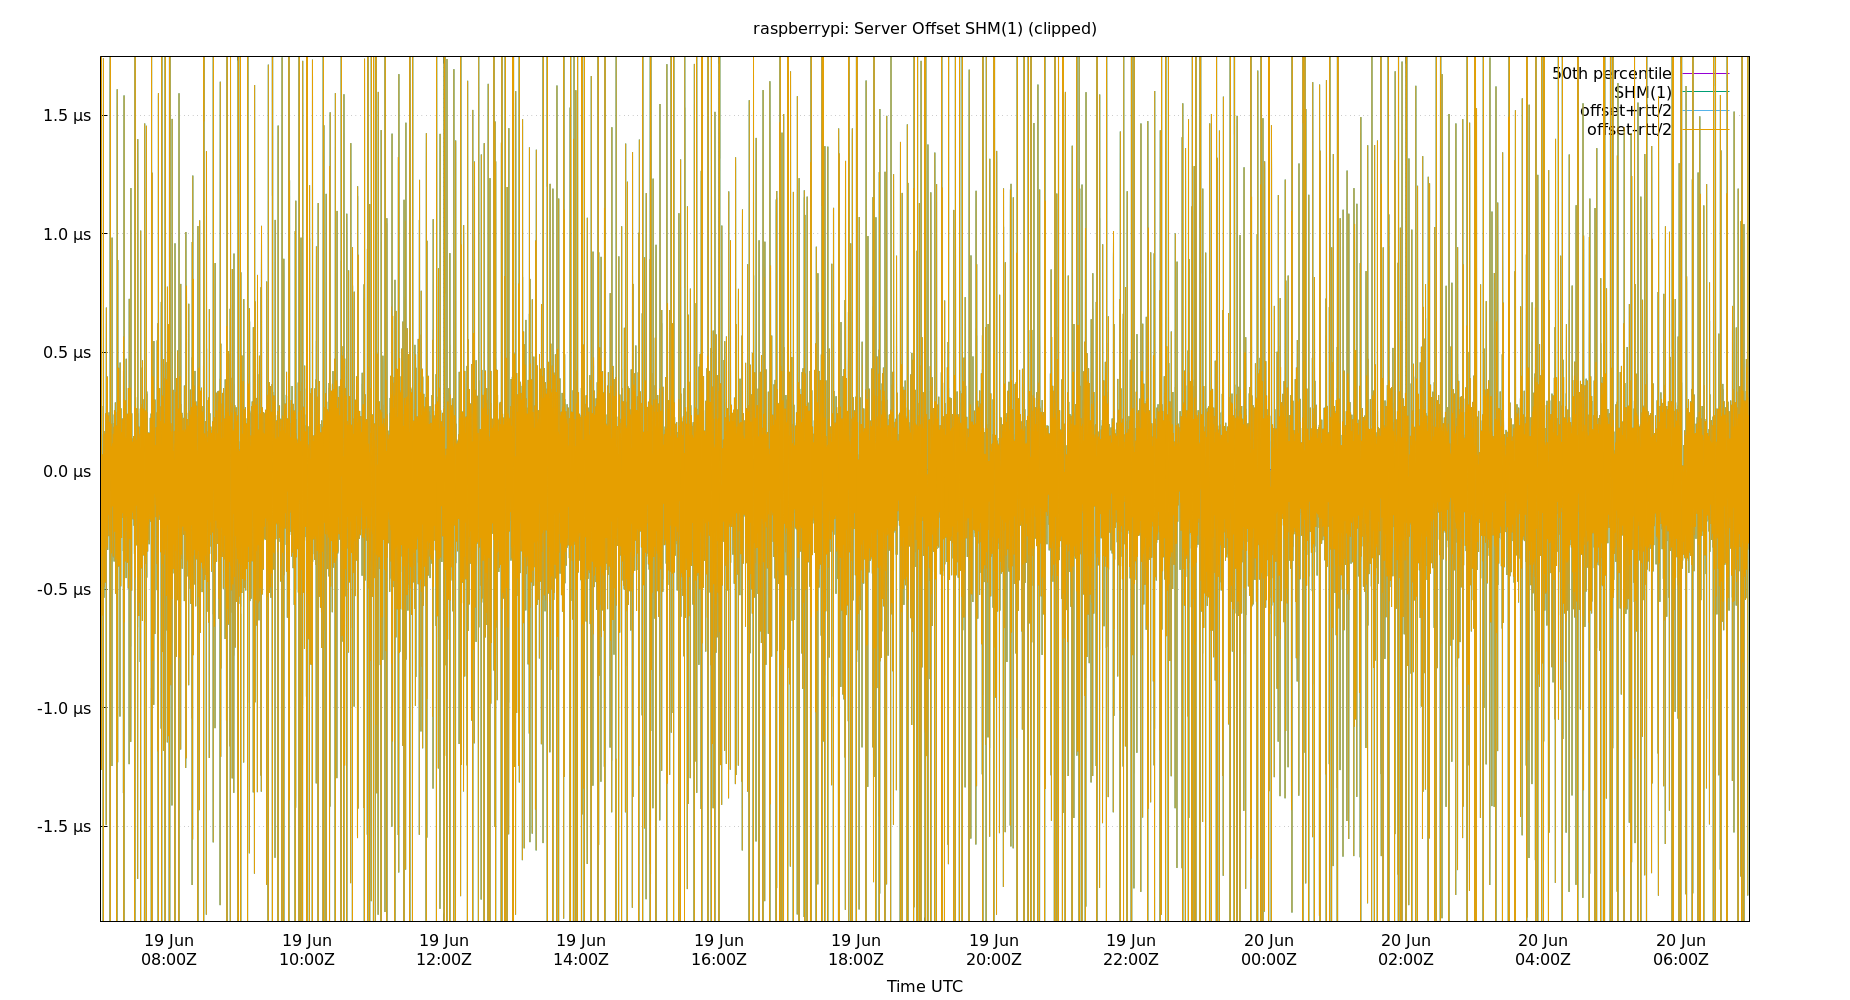 raspberrypi: Server Offset SHM(1) (clipped)
50th percentile
SHM(1)
offset+rtt/2
offset-rtt/2
1.5 µs
1.0 µs
0.5 µs
0.0 µs
-0.5 µs
-1.0 µs
-1.5 µs
19 Jun 19 Jun 19 Jun 19 Jun 19 Jun 19 Jun 19 Jun 19 Jun 20 Jun 20 Jun 20 Jun 20 Jun
08:00Z 10:00Z 12:00Z 14:00Z 16:00Z 18:00Z 20:00Z 22:00Z 00:00Z 02:00Z 04:00Z 06:00Z
Time UTC